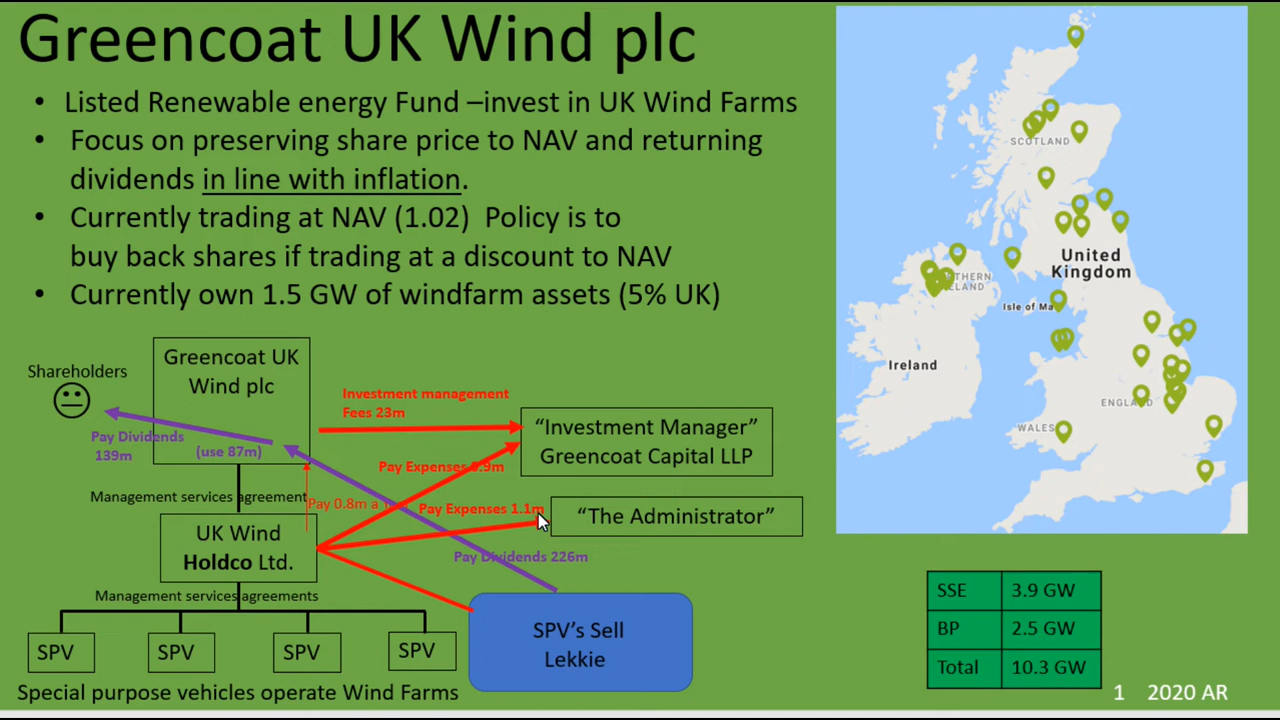 Greencoat UK Wind plc
• Listed Renewable energy Fund –invest in UK Wind Farms
• Focus on preserving share price to NAV and returning
dividends in line with inflation.
• Currently trading at NAV (1.02) Policy is to
buy back shares if trading at a discount to NAV
• Currently own 1.5 GW of windfarm assets (5% UK)
Shareholders
Greencoat UK
Wind plc
Pay Dividends
139m
(use 87m)
Investment management
Fees 23m
"Investment Manager"
Greencoat Capital LLP
Pay Expenses
Management services agreement
Pay 0.8m a
Pay Expenses 1.1m
"The Administrator"
UK Wind
Holdco Ltd.
Pay Dividends 226m
Management services agreements
SPV
SPV
SPV
SPV
SPV's Sell
Lekkie
Special purpose vehicles operate Wind Farms
SCOTLAND
United
Kingdom
Isle of Ma
Ireland
ENGLAND
WALES
SSE 3.9 GW
BP 2.5 GW
Total 10.3 GW
1 2020 AR